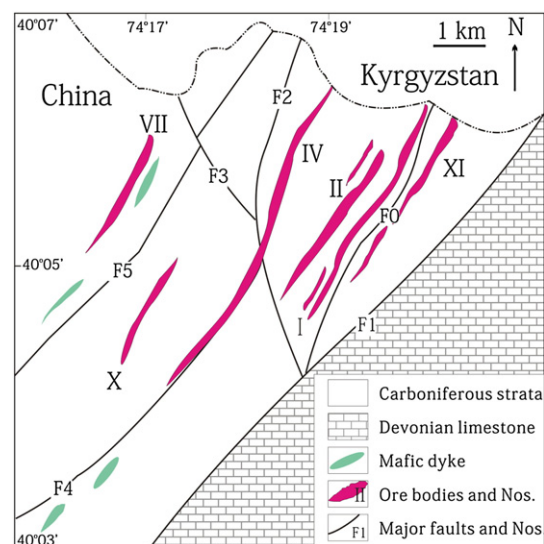 40°07'
74°17'
74°19'
1 km
N
China
Kyrgyzstan
F2
VII
F3
IV
XI
II
F0
40°05'
F5
I
F1
X
Carboniferous strata
Devonian limestone
Mafic dyke
II Ore bodies and Nos.
F4
F1 Major faults and Nos
40°03'